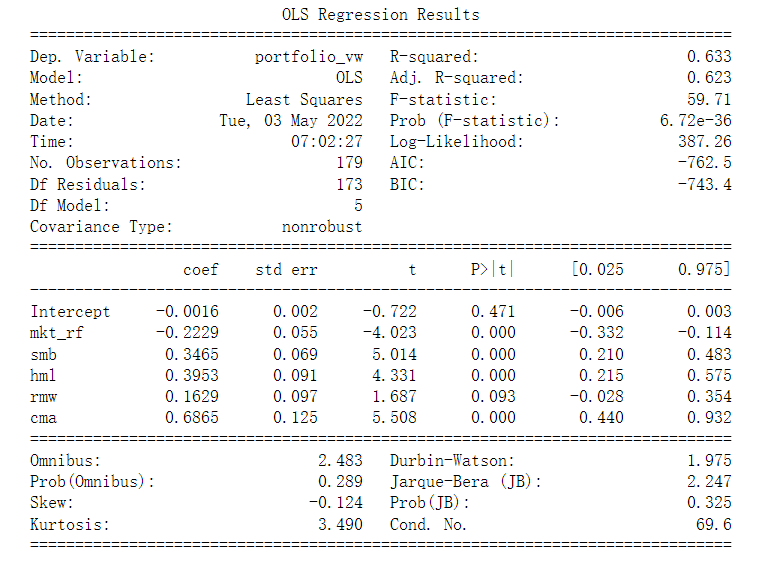 OLS Regression Results
==============================================================================
Dep. Variable: portfolio_vw R-squared: 0.633
Model: OLS Adj. R-squared: 0.623
Method: Least Squares F-statistic: 59.71
Date: Tue, 03 May 2022 Prob (F-statistic): 6.72e-36
Time: 07:02:27 Log-Likelihood: 387.26
No. Observations: 179 AIC: -762.5
Df Residuals: 173 BIC: -743.4
Df Model: 5
Covariance Type: nonrobust
==============================================================================
coef std err t P>|t| [0.025 0.975]
------------------------------------------------------------------------------
Intercept -0.0016 0.002 -0.722 0.471 -0.006 0.003
mkt_rf -0.2229 0.055 -4.023 0.000 -0.332 -0.114
smb 0.3465 0.069 5.014 0.000 0.210 0.483
hml 0.3953 0.091 4.331 0.000 0.215 0.575
rmw 0.1629 0.097 1.687 0.093 -0.028 0.354
cma 0.6865 0.125 5.508 0.000 0.440 0.932
==============================================================================
Omnibus: 2.483 Durbin-Watson: 1.975
Prob(Omnibus): 0.289 Jarque-Bera (JB): 2.247
Skew: -0.124 Prob(JB): 0.325
Kurtosis: 3.490 Cond. No. 69.6
==============================================================================